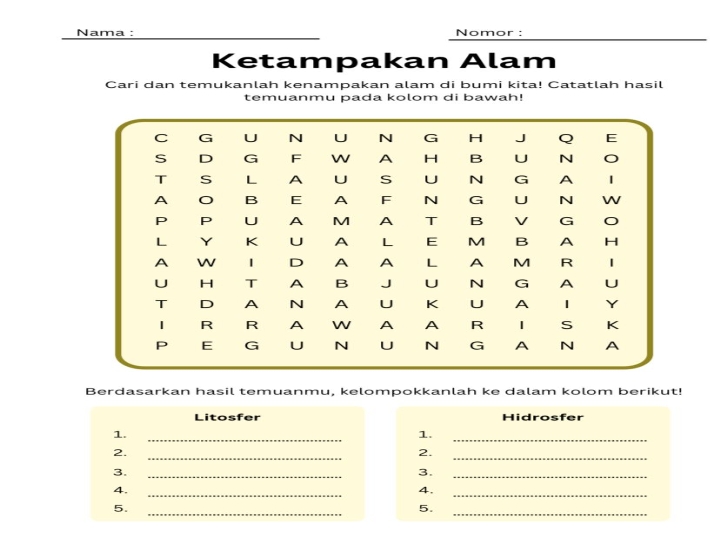 Nama : Nomor :
Ketampakan Alam
Cari dan temukanlah kenampakan alam di bumi kita! Catatlah hasil
temuanmu pada kolom di bawah!
C G U N U N G H J Q E
S D G F W A H B U N O
T S L A U S U N G A I
A O B E A F N G U N W
P P U A M A T B V G O
L Y K U A L E M B A H
A W I D A A L A M R I
U H T A B J U N G A U
T D A N A U K U A I Y
I R R A W A A R I S K
P E G U N U N G A N A
Berdasarkan hasil temuanmu, kelompokkanlah ke dalam kolom berikut!
Litosfer Hidrosfer
1. 1.
2. 2.
3. 3.
4. 4.
5. 5.